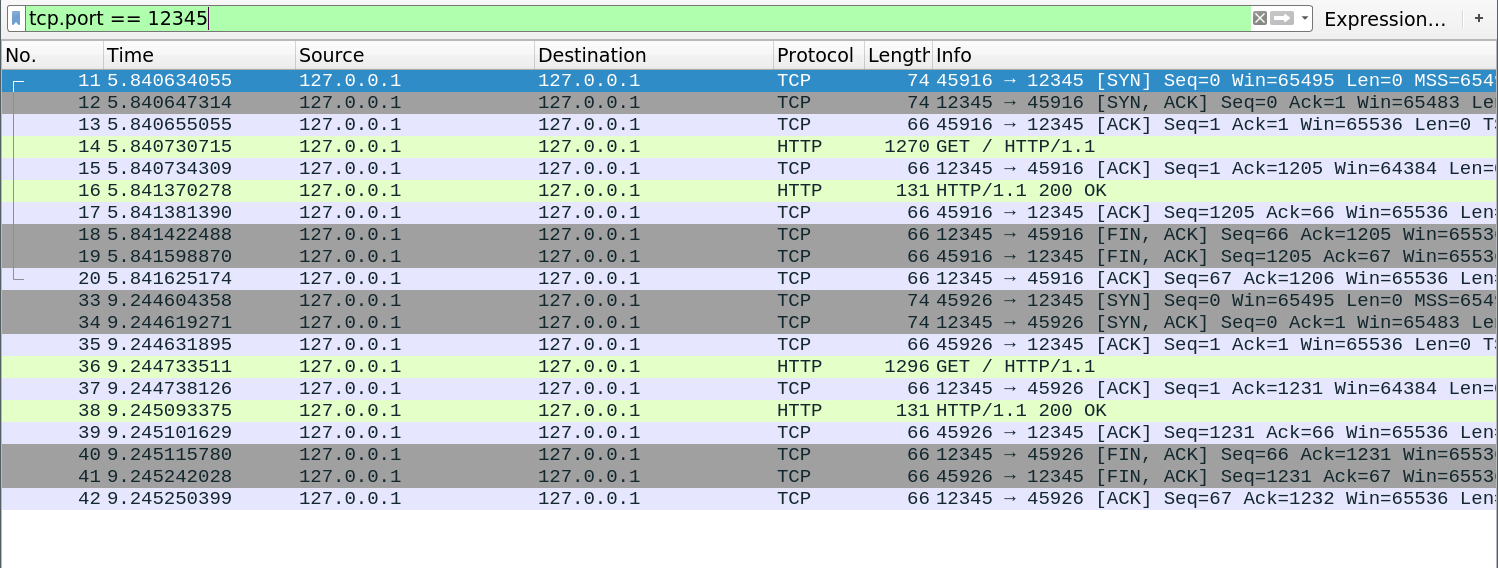 tcp.port == 12345 Expression… +
No. Time Source Destination Protocol Length Info
11 5.840634055 127.0.0.1 127.0.0.1 TCP 74 45916 → 12345 [SYN] Seq=0 Win=65495 Len=0
12 5.840647314 127.0.0.1 127.0.0.1 TCP 74 12345 → 45916 [SYN, ACK] Seq=0 Ack=1 Win=65483
13 5.840655055 127.0.0.1 127.0.0.1 TCP 66 45916 → 12345 [ACK] Seq=1 Ack=1 Win=65536 Len=0
14 5.840730715 127.0.0.1 127.0.0.1 HTTP 1270 GET / HTTP/1.1
15 5.840734309 127.0.0.1 127.0.0.1 TCP 66 12345 → 45916 [ACK] Seq=1 Ack=1205 Win=64384
16 5.841370278 127.0.0.1 127.0.0.1 HTTP 131 HTTP/1.1 200 OK
17 5.841381390 127.0.0.1 127.0.0.1 TCP 66 45916 → 12345 [ACK] Seq=1205 Ack=66 Win=65536 Len
18 5.841422488 127.0.0.1 127.0.0.1 TCP 66 12345 → 45916 [FIN, ACK] Seq=66 Ack=1205
19 5.841598870 127.0.0.1 127.0.0.1 TCP 66 45916 → 12345 [FIN, ACK] Seq=1205 Ack=67
20 5.841625174 127.0.0.1 127.0.0.1 TCP 66 12345 → 45916 [ACK] Seq=67 Ack=1206 Win=65536 Len
33 9.244604358 127.0.0.1 127.0.0.1 TCP 74 45926 → 12345 [SYN] Seq=0 Win=65495 Len=0
34 9.244619271 127.0.0.1 127.0.0.1 TCP 74 12345 → 45926 [SYN, ACK] Seq=0 Ack=1 Win=65483
35 9.244631895 127.0.0.1 127.0.0.1 TCP 66 45926 → 12345 [ACK] Seq=1 Ack=1 Win=65536 Len=0
36 9.244733511 127.0.0.1 127.0.0.1 HTTP 1296 GET / HTTP/1.1
37 9.244738126 127.0.0.1 127.0.0.1 TCP 66 12345 → 45926 [ACK] Seq=1 Ack=1231 Win=64384
38 9.245093375 127.0.0.1 127.0.0.1 HTTP 131 HTTP/1.1 200 OK
39 9.245101629 127.0.0.1 127.0.0.1 TCP 66 45926 → 12345 [ACK] Seq=1231 Ack=66 Win=65536 Len
40 9.245115780 127.0.0.1 127.0.0.1 TCP 66 12345 → 45926 [FIN, ACK] Seq=66 Ack=1231
41 9.245242028 127.0.0.1 127.0.0.1 TCP 66 45926 → 12345 [FIN, ACK] Seq=1231 Ack=67
42 9.245250399 127.0.0.1 127.0.0.1 TCP 66 12345 → 45926 [ACK] Seq=67 Ack=1232 Win=65536 Len